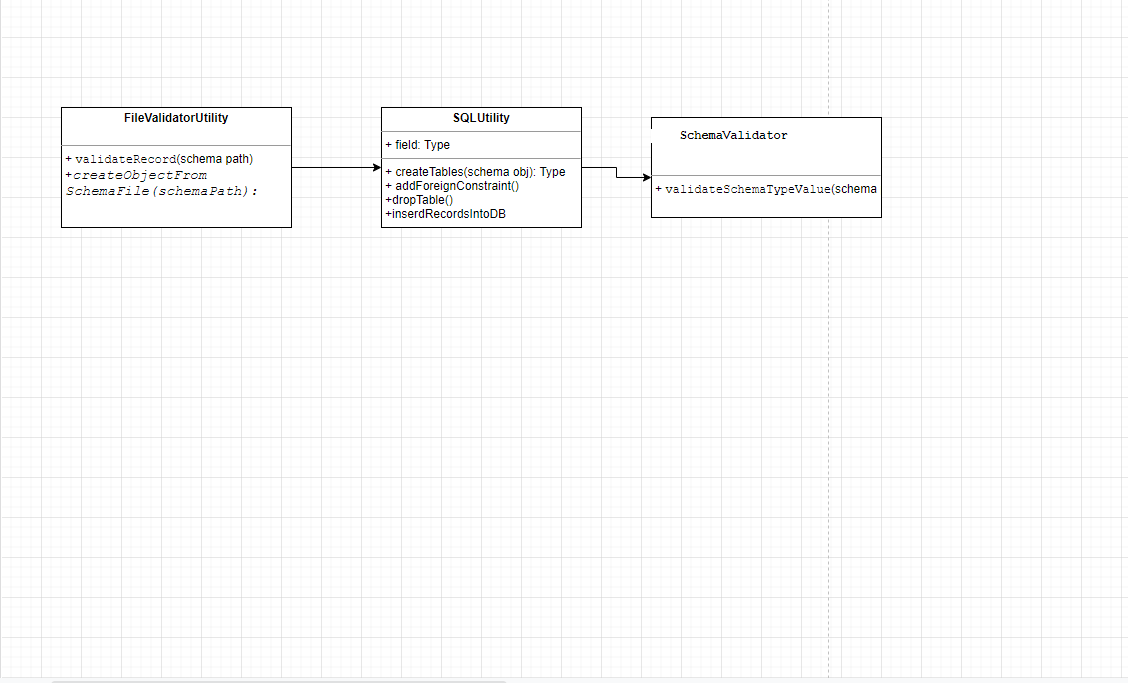 FileValidatorUtility
+ validateRecord(schema path)
+createObjectFrom
SchemaFile(schemaPath):
SQLUtility
+ field: Type
+ createTables(schema obj): Type
+ addForeignConstraint()
+dropTable()
+inserdRecordsIntoDB
SchemaValidator
+ validateSchemaTypeValue(schema